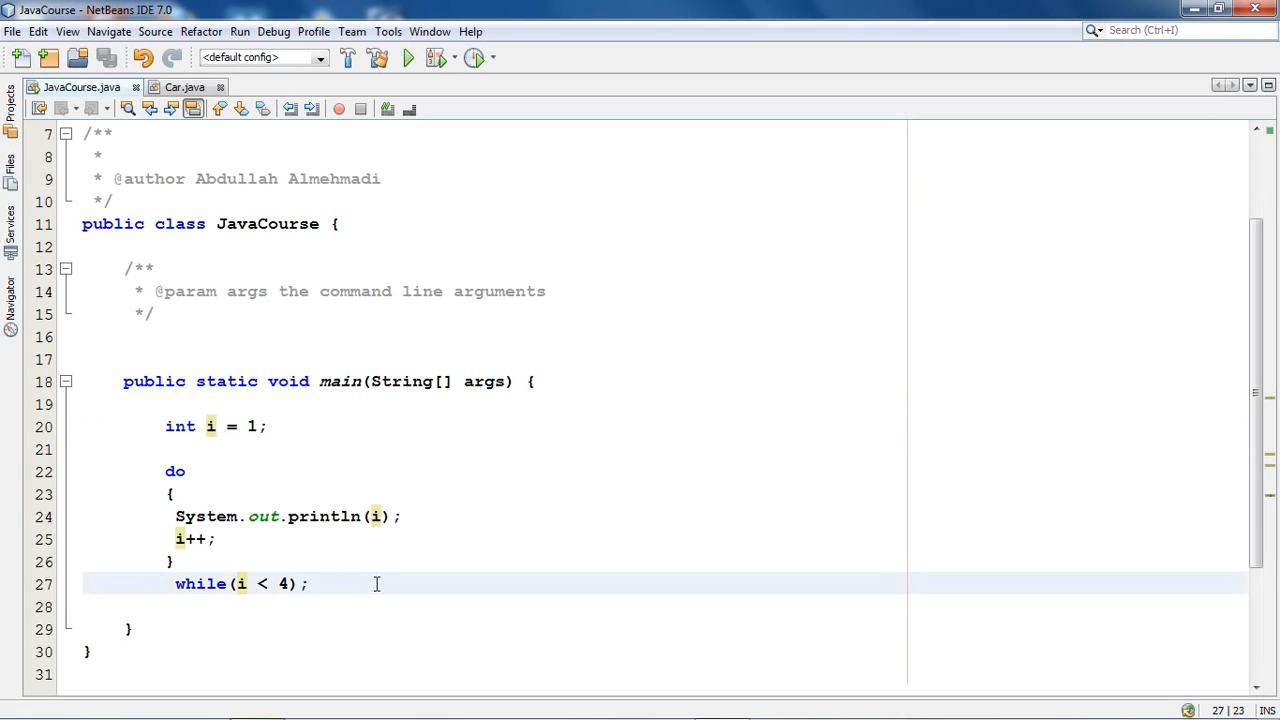 JavaCourse - NetBeans IDE 7.0
File Edit View Navigate Source Refactor Run Debug Profile Team Tools Window Help
Search (Ctrl+I)
<default config>
JavaCourse.java
Car.java
Projects
Files
Services
Navigator
7 /**
8 *
9 * @author Abdullah Almehmadi
10 */
11 public class JavaCourse {
12
13 /**
14 * @param args the command line arguments
15 */
16
17
18 public static void main(String[] args) {
19
20 int i = 1;
21
22 do
23 {
24 System.out.println(i);
25 i++;
26 }
27 while(i < 4);
28
29 }
30 }
31
27 | 23 INS